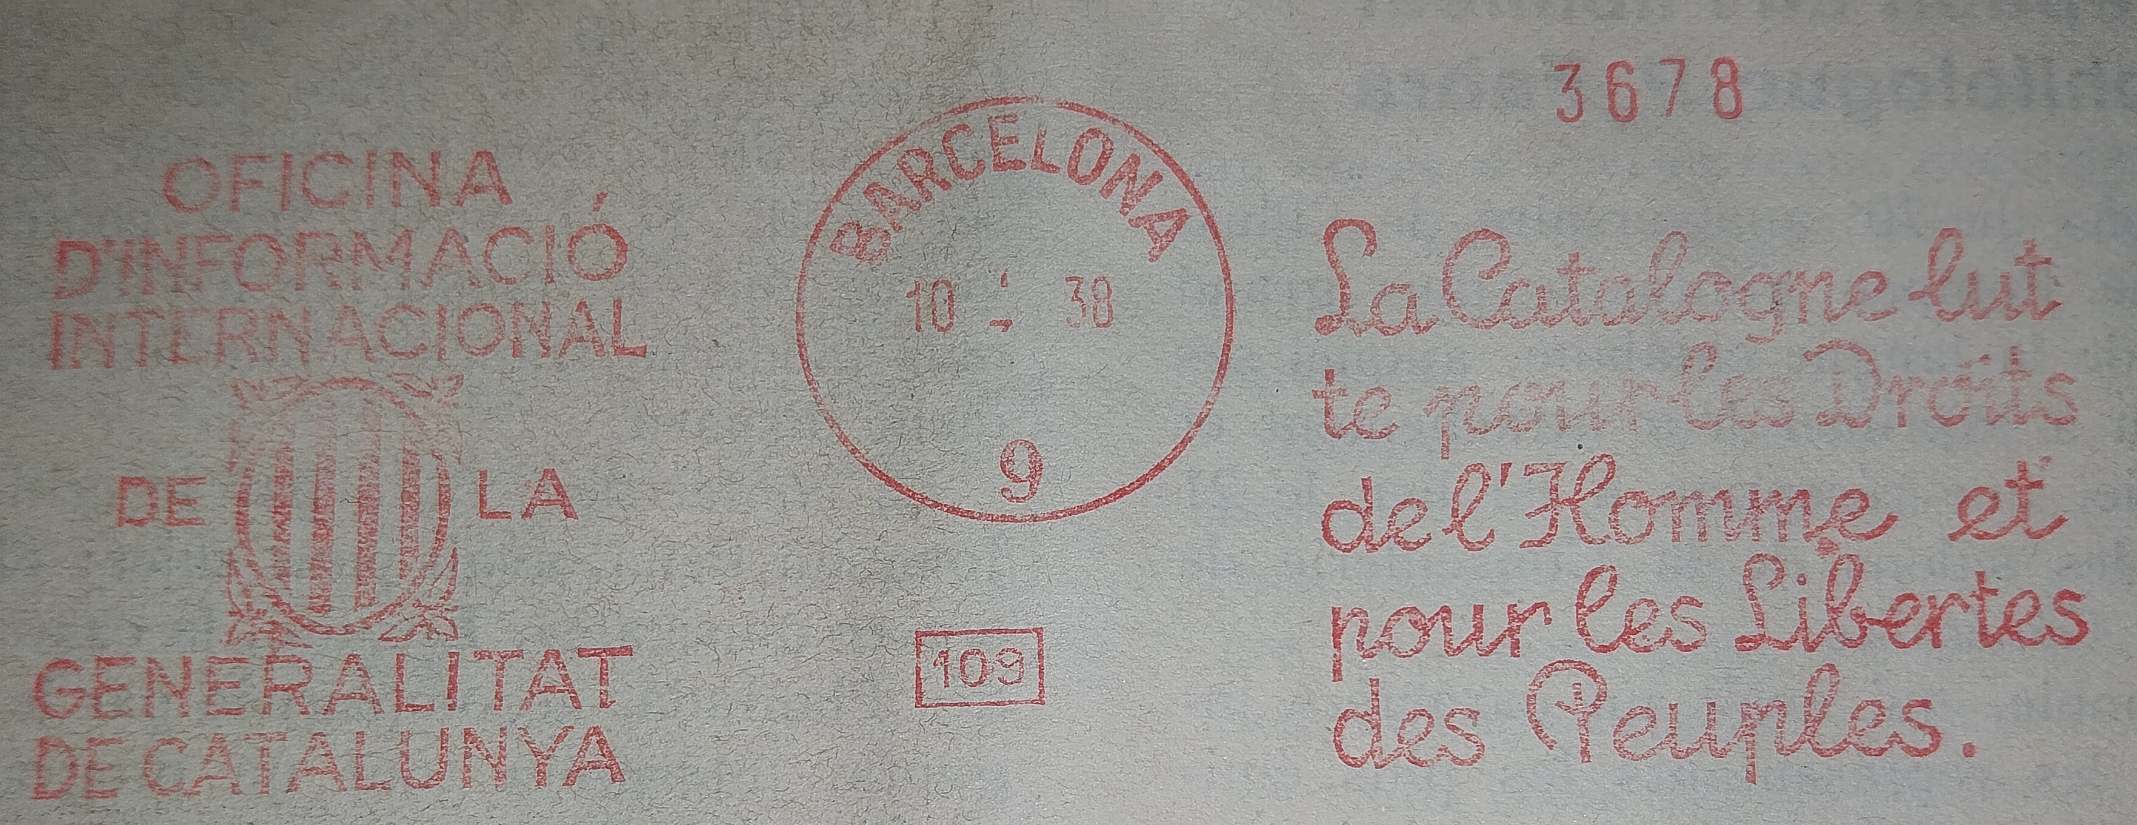 OFICINA
D'INFORMACIÓ
INTERNACIONAL
DE LA
GENERALITAT
DE CATALUNYA
BARCELONA
10 38
9
109
3678
La Catalogne lut
te pour les Droits
de l'Homme et
pour les Libertes
des Peuples.